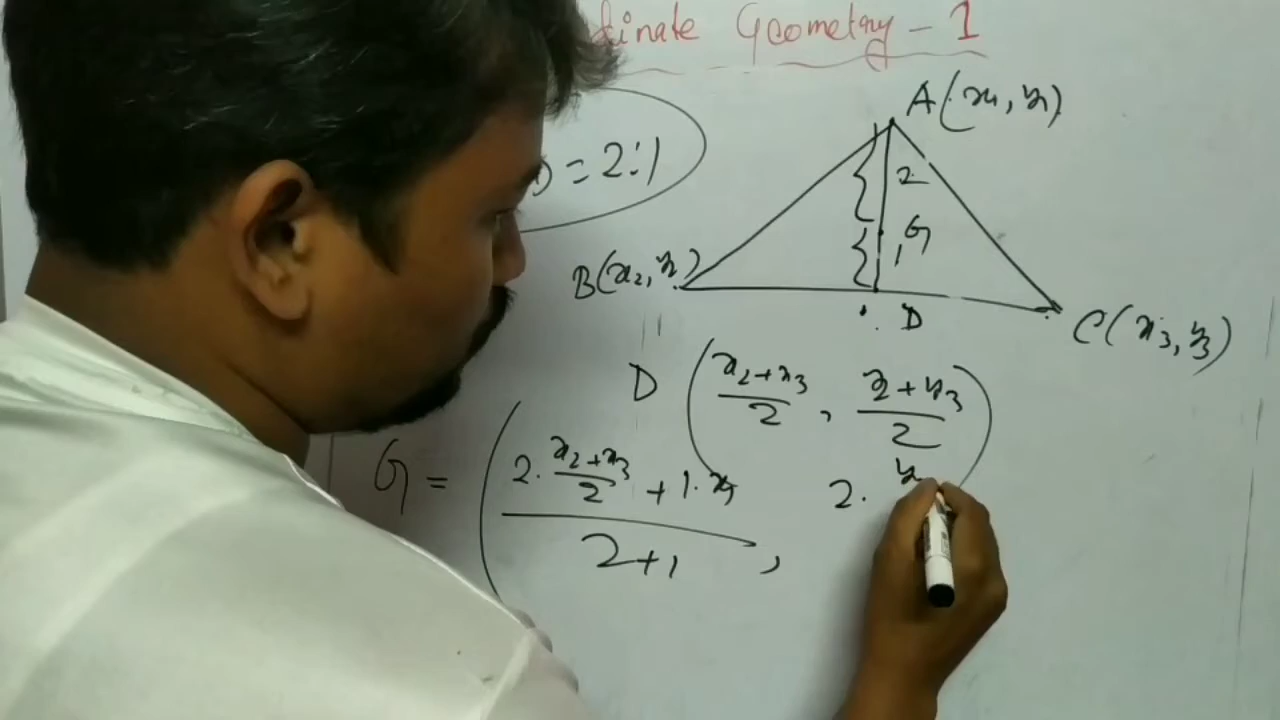 Geometry - 1
A(x1, y1)
= 2:1
2
G
1
B(x2, y2)
D
C(x3, y3)
D (x2+x3/2, y2+y3/2)
G = (2. x2+x3/2 + 1. x1 / 2+1, 2. y